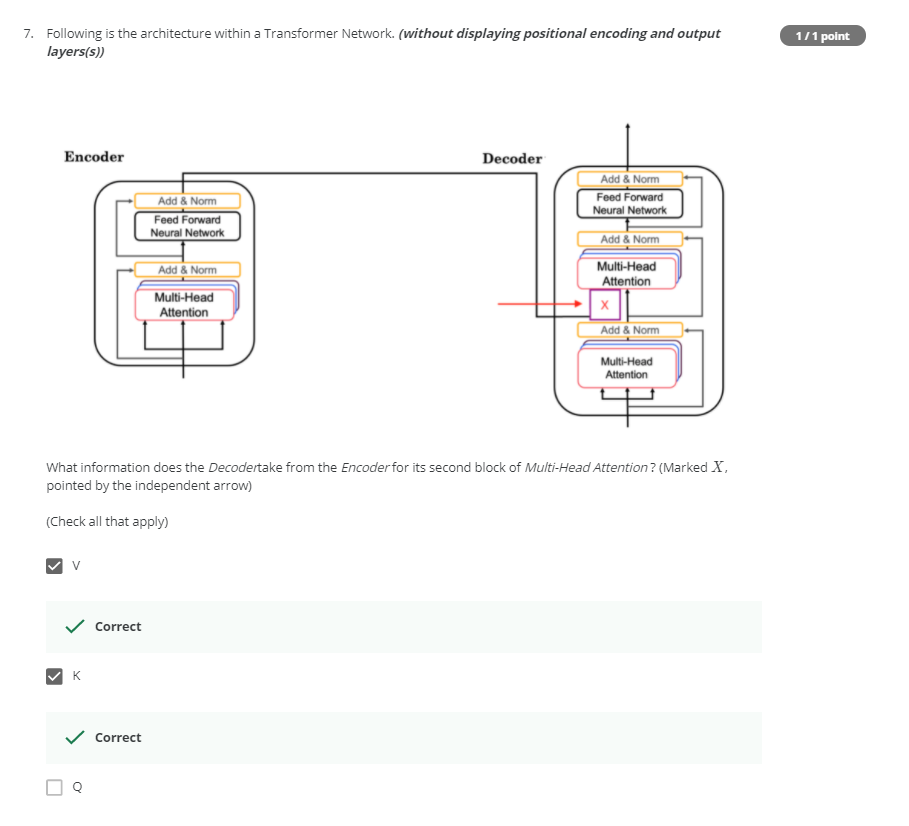 7. Following is the architecture within a Transformer Network. (without displaying positional encoding and output
layers(s))
1 / 1 point
Encoder
Add & Norm
Feed Forward
Neural Network
Add & Norm
Multi-Head
Attention
Decoder
Add & Norm
Feed Forward
Neural Network
Add & Norm
Multi-Head
Attention
X
Add & Norm
Multi-Head
Attention
What information does the Decodertake from the Encoder for its second block of Multi-Head Attention? (Marked X,
pointed by the independent arrow)
(Check all that apply)
V
Correct
K
Correct
Q